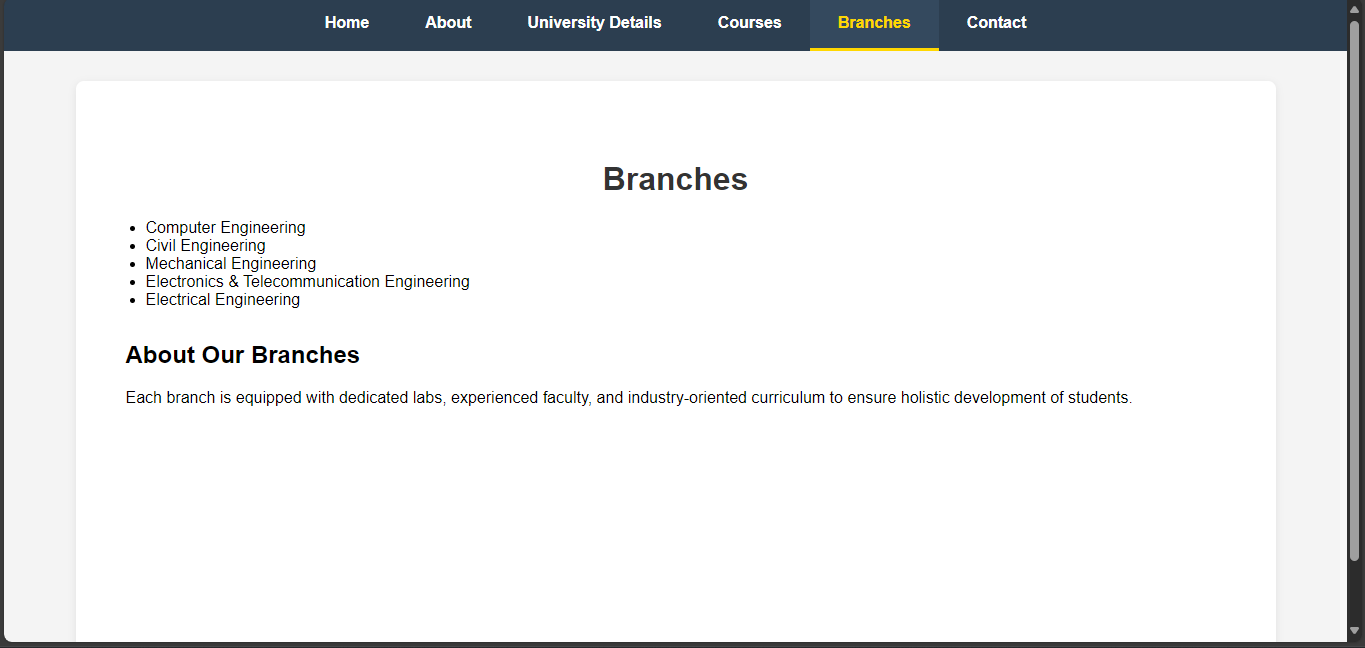 Home About University Details Courses Branches Contact
Branches
Computer Engineering
Civil Engineering
Mechanical Engineering
Electronics & Telecommunication Engineering
Electrical Engineering
About Our Branches
Each branch is equipped with dedicated labs, experienced faculty, and industry-oriented curriculum to ensure holistic development of students.